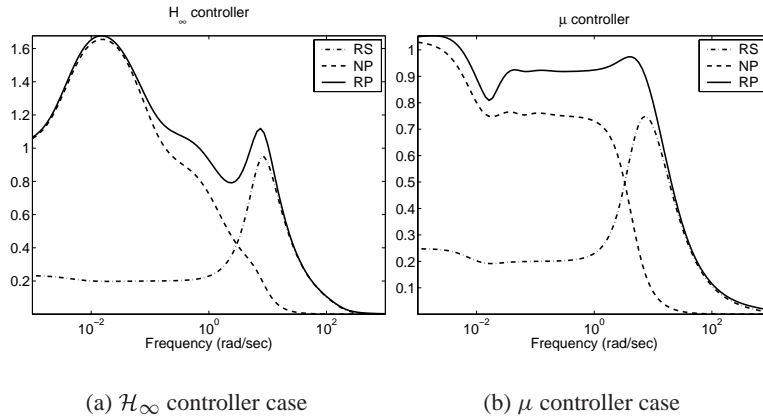 H∞ controller
1.6
1.4
1.2
1
0.8
0.6
0.4
0.2
RS
NP
RP
10⁻²
10⁰
10²
Frequency (rad/sec)
(a) H∞ controller case
μ controller
1
0.9
0.8
0.7
0.6
0.5
0.4
0.3
0.2
0.1
RS
NP
RP
10⁻²
10⁰
10²
Frequency (rad/sec)
(b) μ controller case